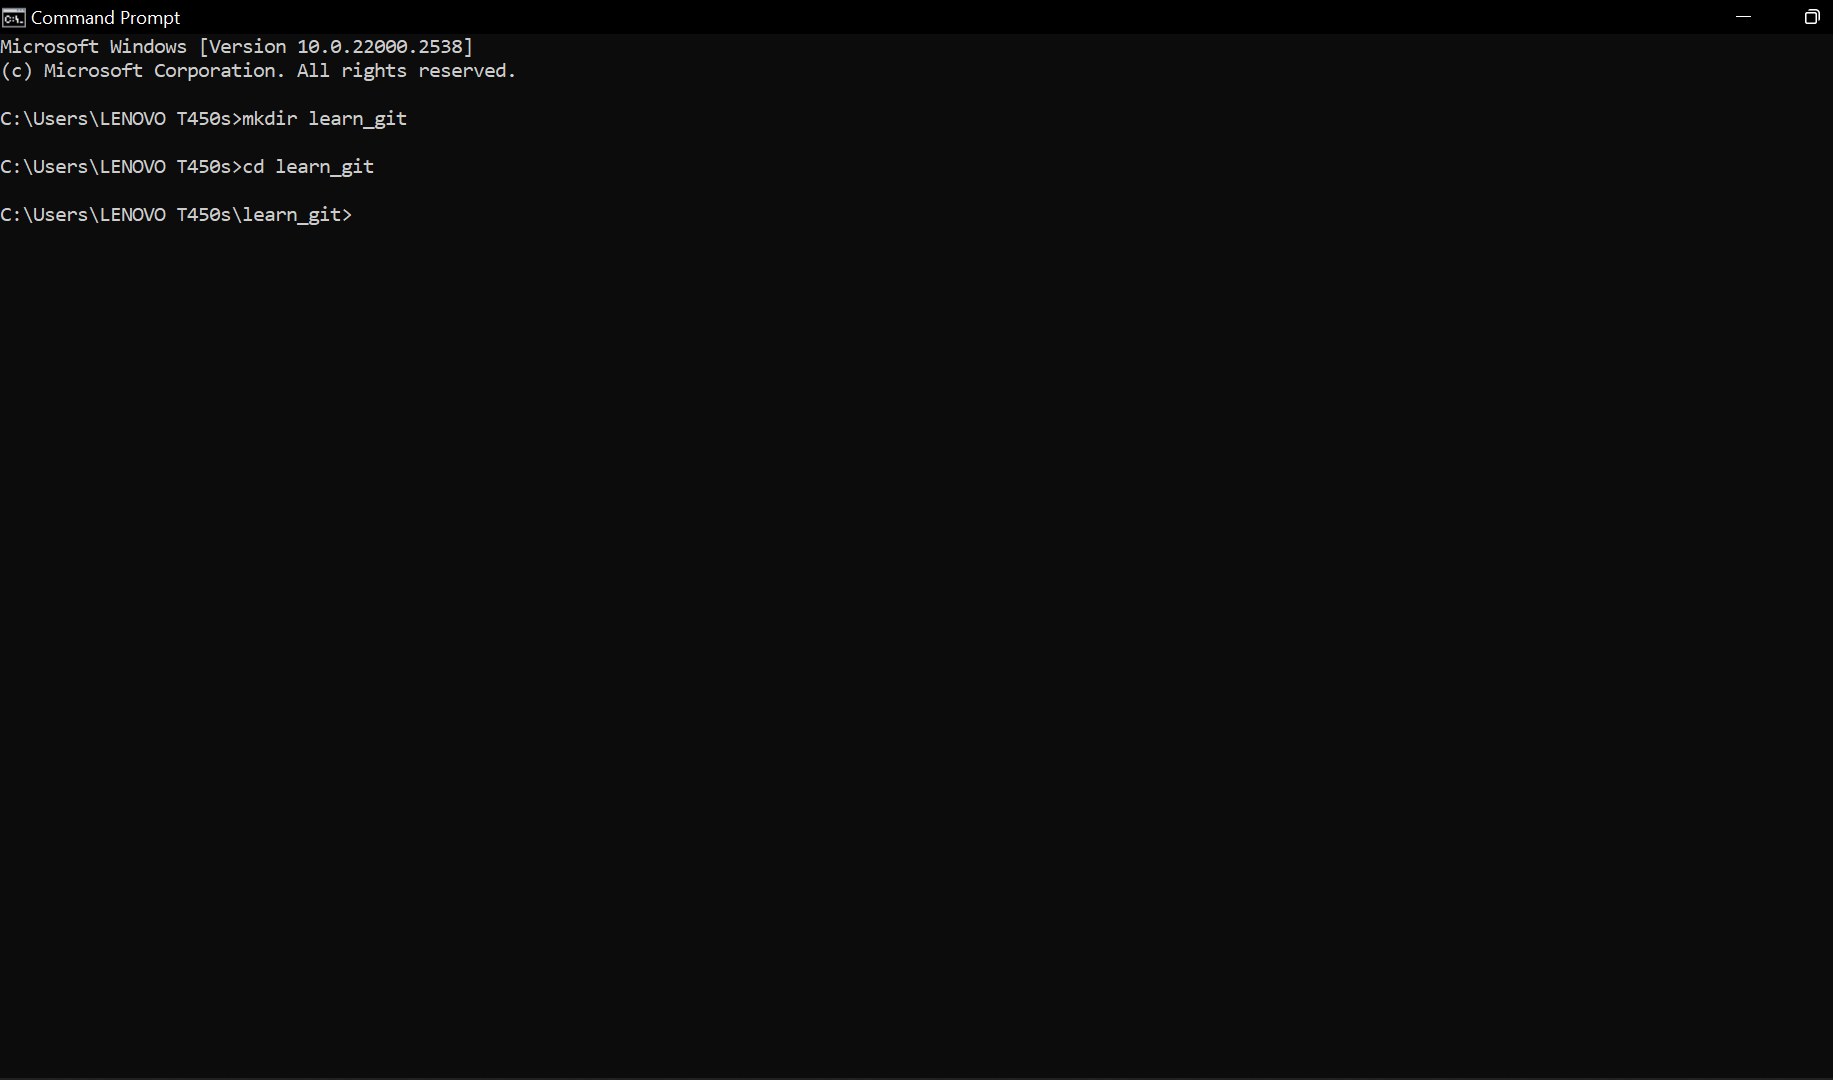 Command Prompt
Microsoft Windows [Version 10.0.22000.2538]
(c) Microsoft Corporation. All rights reserved.
C:\Users\LENOVO T450s>mkdir learn_git
C:\Users\LENOVO T450s>cd learn_git
C:\Users\LENOVO T450s\learn_git>